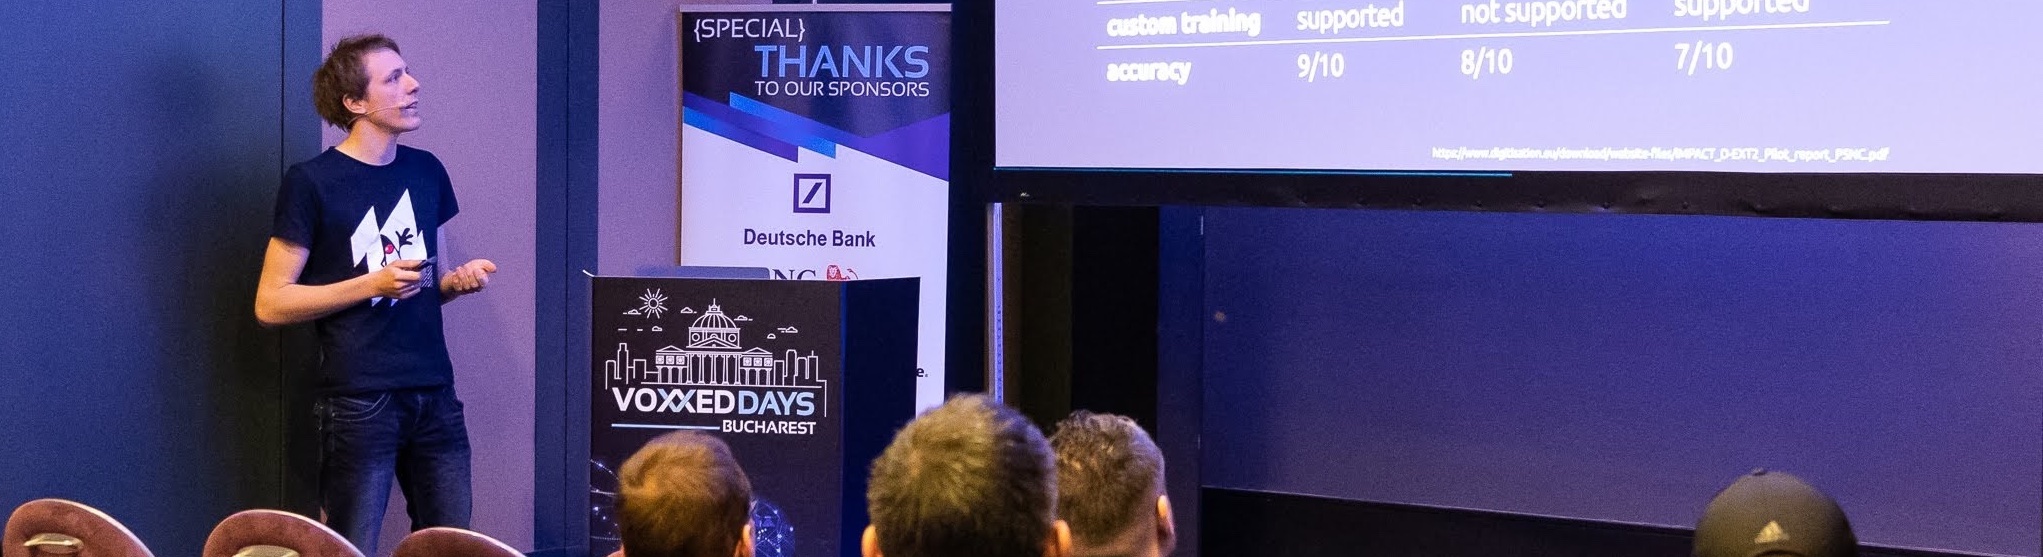 {SPECIAL}
THANKS
TO OUR SPONSORS
Deutsche Bank
NG
VOXXED DAYS
BUCHAREST
custom training supported not supported supported
accuracy 9/10 8/10 7/10
https://www.digitisation.eu/download/website-files/IMPACT_D-EXT2_Pilot_report_PSNC.pdf